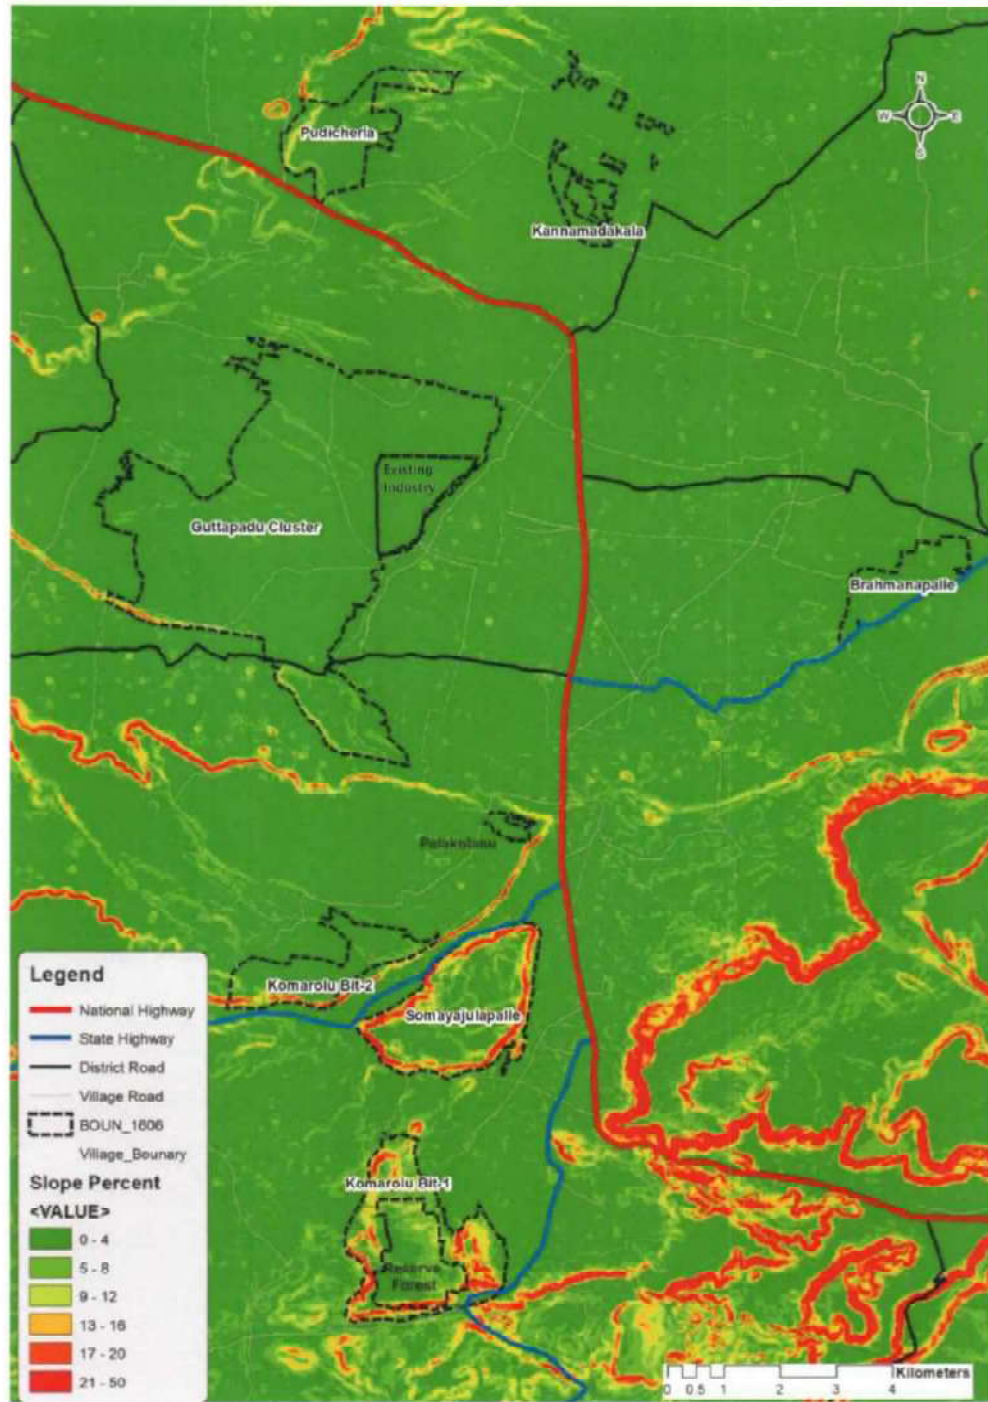 N
W E
S
Pudicherla
Kannamadakala
Existing
Industry
Guttapadu Cluster
Brahmanapalle
Palakolanu
Komarolu Bit-2
Somayajulapalle
Komarolu Bit-1
Reserve
Forest
Legend
National Highway
State Highway
District Road
Village Road
BOUN_1606
Village_Bounary
Slope Percent
<VALUE>
0 - 4
5 - 8
9 - 12
13 - 16
17 - 20
21 - 50
Kilometers
0 0.5 1 2 3 4